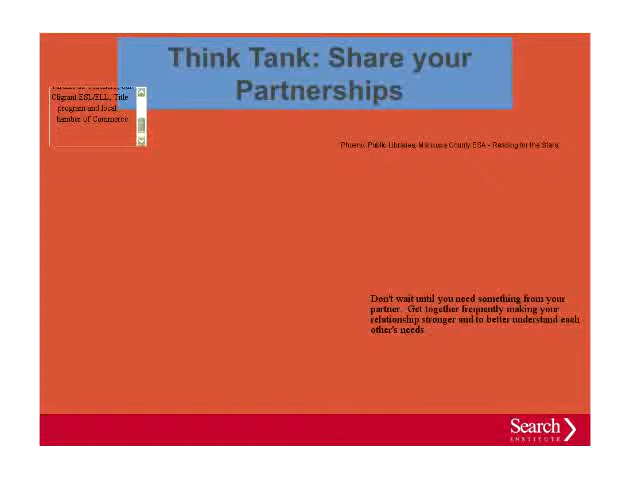 Think Tank: Share your
Partnerships
ESL/ELL, Title
program and local
hamber of Commerce
Phoenix Public Libraries, Maricopa County ESA - Reading for the Stars
Don't wait until you need something from your
partner. Get together frequently making your
relationship stronger and to better understand each
other's needs
Search
INSTITUTE